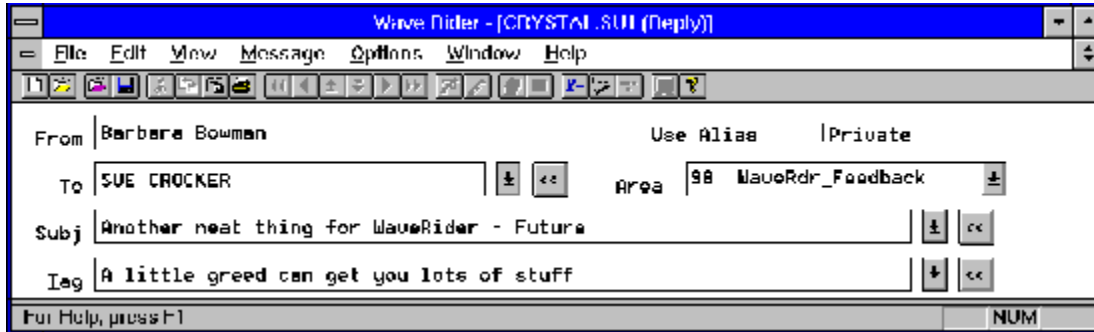 Wave Rider - [CRYSTAL.SUI (Reply)]
File Edit View Message Options Window Help
From Barbara Bowman Use Alias Private
To SUE CROCKER << Area 98 WaveRdr_Feedback
Subj Another neat thing for WaveRider - Future <<
Tag A little greed can get you lots of stuff <<
For Help, press F1 NUM